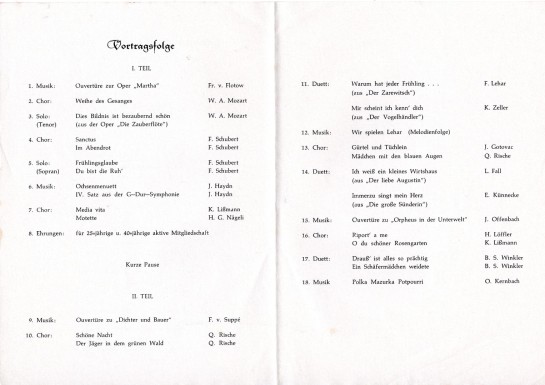 Vortragsfolge
I. TEIL
1. Musik: Ouvertüre zur Oper „Martha" Fr. v. Flotow
2. Chor: Weihe des Gesanges W. A. Mozart
3. Solo: Dies Bildnis ist bezaubernd schön W. A. Mozart
(Tenor) (aus der Oper „Die Zauberflöte")
4. Chor: Sanctus F. Schubert
Im Abendrot F. Schubert
5. Solo: Frühlingsglaube F. Schubert
(Sopran) Du bist die Ruh' F. Schubert
6. Musik: Ochsenmenuett J. Haydn
IV. Satz aus der G-Dur-Symphonie J. Haydn
7. Chor: Media vita K. Lißmann
Motette H. G. Nägeli
8. Ehrungen: für 25-jährige u. 40-jährige aktive Mitgliedschaft
Kurze Pause
II. TEIL
9. Musik: Ouvertüre zu „Dichter und Bauer" F. v. Suppé
10. Chor: Schöne Nacht Q. Rische
Der Jäger in dem grünen Wald Q. Rische
11. Duett: Warum hat jeder Frühling . . . F. Lehar
(aus „Der Zarewitsch")
Mir scheint ich kenn' dich K. Zeller
(aus „Der Vogelhändler")
12. Musik: Wir spielen Lehar (Melodienfolge)
13. Chor: Gürtel und Tüchlein J. Gotovac
Mädchen mit den blauen Augen Q. Rische
14. Duett: Ich weiß ein kleines Wirtshaus L. Fall
(aus „Der liebe Augustin")
Immerzu singt mein Herz E. Künnecke
(aus „Die große Sünderin")
15. Musik: Ouvertüre zu „Orpheus in der Unterwelt" J. Offenbach
16. Chor: Riport' a me H. Löffler
O du schöner Rosengarten K. Lißmann
17. Duett: Drauß' ist alles so prächtig B. S. Winkler
Ein Schäfermädchen weidete B. S. Winkler
18. Musik Polka Mazurka Potpourri O. Kernbach